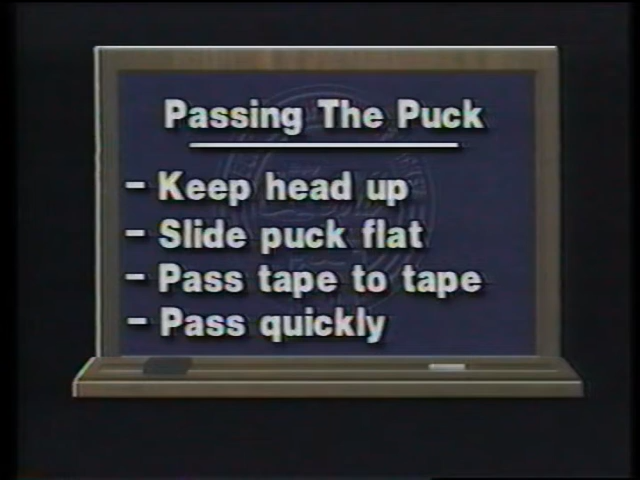 Passing The Puck
- Keep head up
- Slide puck flat
- Pass tape to tape
- Pass quickly